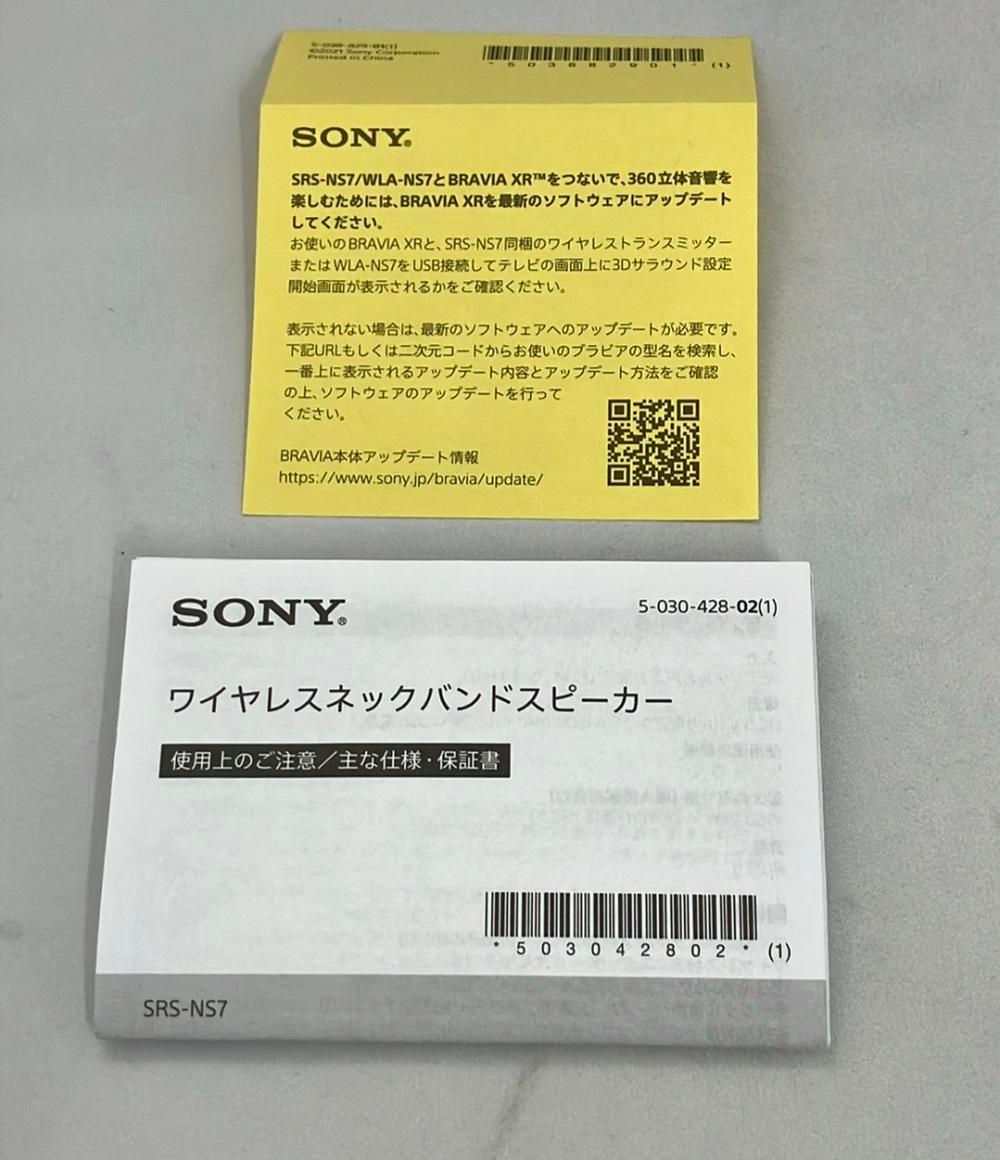 5-038-829-01(1)
©2021 Sony Corporation
Printed in China
*503882901* (1)
SONY®
SRS-NS7/WLA-NS7とBRAVIA XR™をつないで、360立体音響を
楽しむためには、BRAVIA XRを最新のソフトウェアにアップデート
してください。
お使いのBRAVIA XRと、SRS-NS7同梱のワイヤレストランスミッター
またはWLA-NS7をUSB接続してテレビの画面上に3Dサラウンド設定
開始画面が表示されるかをご確認ください。
表示されない場合は、最新のソフトウェアへのアップデートが必要です。
下記URLもしくは二次元コードからお使いのブラビアの型名を検索し、
一番上に表示されるアップデート内容とアップデート方法をご確認
の上、ソフトウェアのアップデートを行って
ください。
BRAVIA本体アップデート情報
https://www.sony.jp/bravia/update/
SONY®
5-030-428-02(1)
ワイヤレスネックバンドスピーカー
使用上のご注意／主な仕様・保証書
*503042802* (1)
SRS-NS7